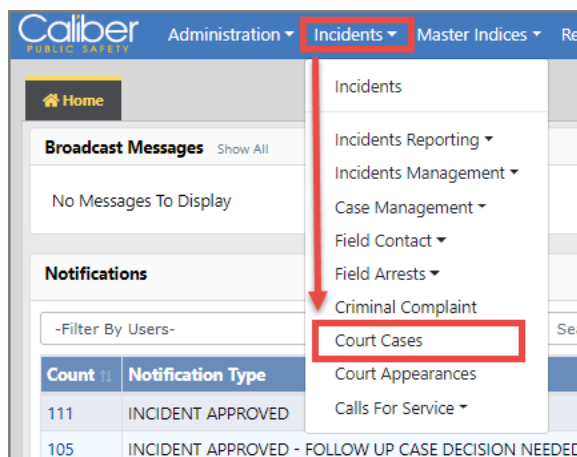 Caliber
PUBLIC SAFETY
Administration Incidents Master Indices
Home
Broadcast Messages Show All
No Messages To Display
Notifications
-Filter By Users-
Count Notification Type
111 INCIDENT APPROVED
105 INCIDENT APPROVED - FOLLOW UP CASE DECISION NEEDED
Incidents
Incidents Reporting
Incidents Management
Case Management
Field Contact
Field Arrests
Criminal Complaint
Court Cases
Court Appearances
Calls For Service